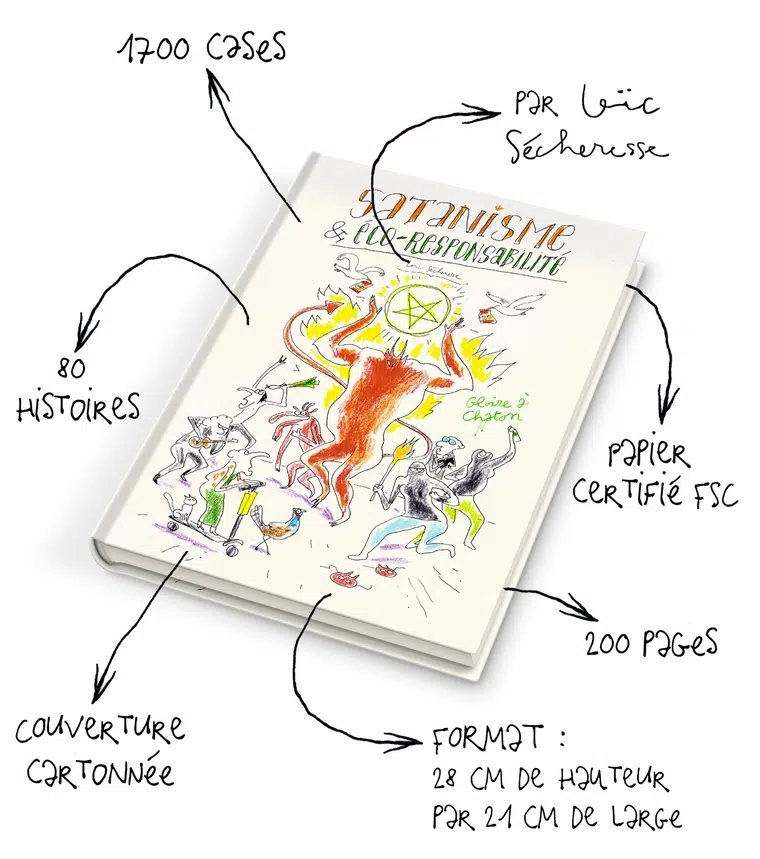 1700 CASES
PAR Loïc
Sécheresse
SATANISME
& ÉCO-RESPONSABILITÉ
Loïc Sécheresse
Gloire à
Chaton
80
HISTOIRES
PAPIER
CERTIFIÉ FSC
200 PAGES
COUVERTURE
CARTONNÉE
FORMAT :
28 CM DE HAUTEUR
PAR 21 CM DE LARGE